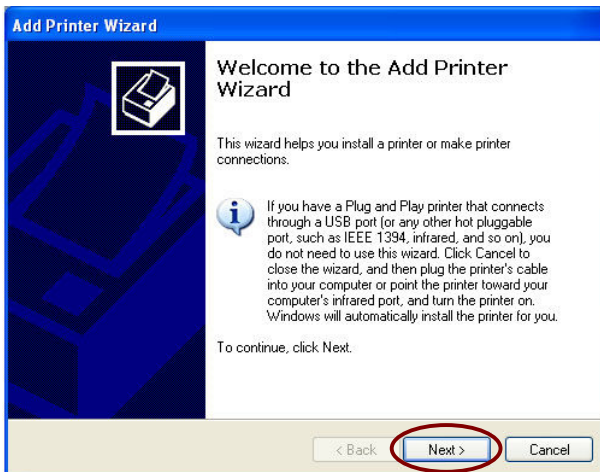 Add Printer Wizard
Welcome to the Add Printer
Wizard
This wizard helps you install a printer or make printer
connections.
If you have a Plug and Play printer that connects
through a USB port (or any other hot pluggable
port, such as IEEE 1394, infrared, and so on), you
do not need to use this wizard. Click Cancel to
close the wizard, and then plug the printer's cable
into your computer or point the printer toward your
computer's infrared port, and turn the printer on.
Windows will automatically install the printer for you.
To continue, click Next.
< Back Next > Cancel